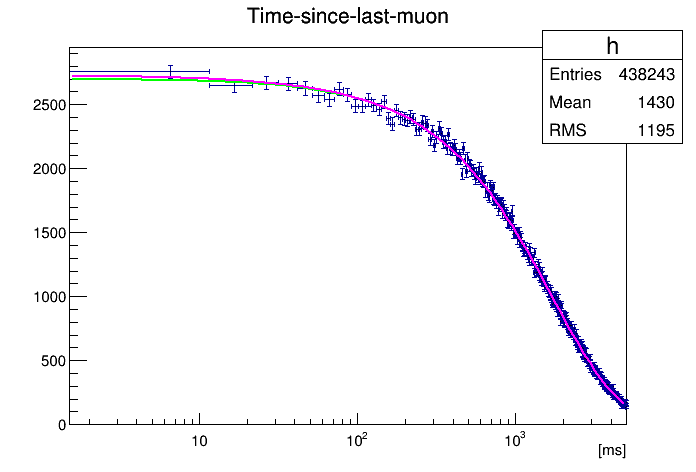 Time-since-last-muon
h
Entries 438243
Mean 1430
RMS 1195
2500
2000
1500
1000
500
0
10
10²
10³
[ms]